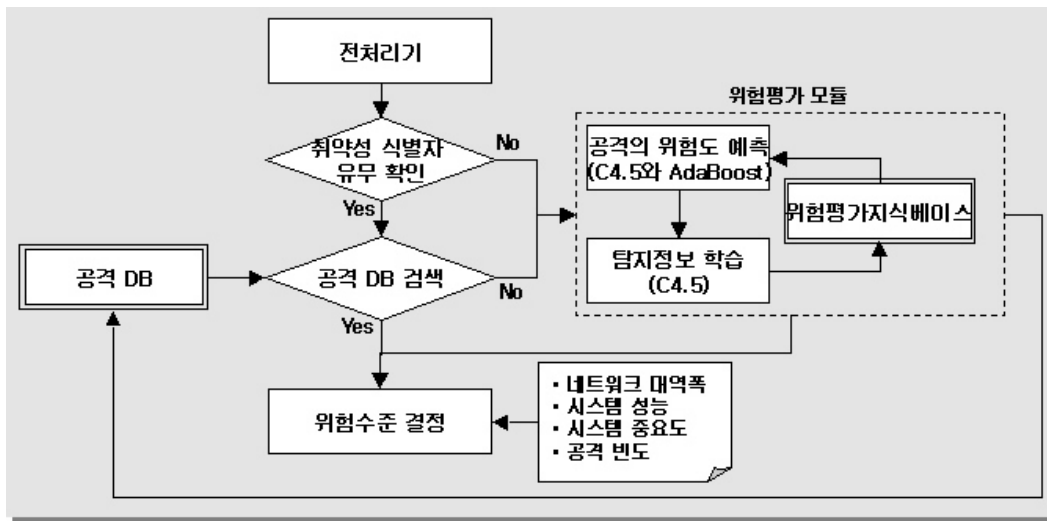 전처리기
위험평가 모듈
취약성 식별자
유무 확인
No
Yes
공격의 위험도 예측
(C4.5와 AdaBoost)
위험평가지식베이스
탐지정보 학습
(C4.5)
공격 DB
공격 DB 검색
No
Yes
위험수준 결정
• 네트워크 대역폭
• 시스템 성능
• 시스템 중요도
• 공격 빈도